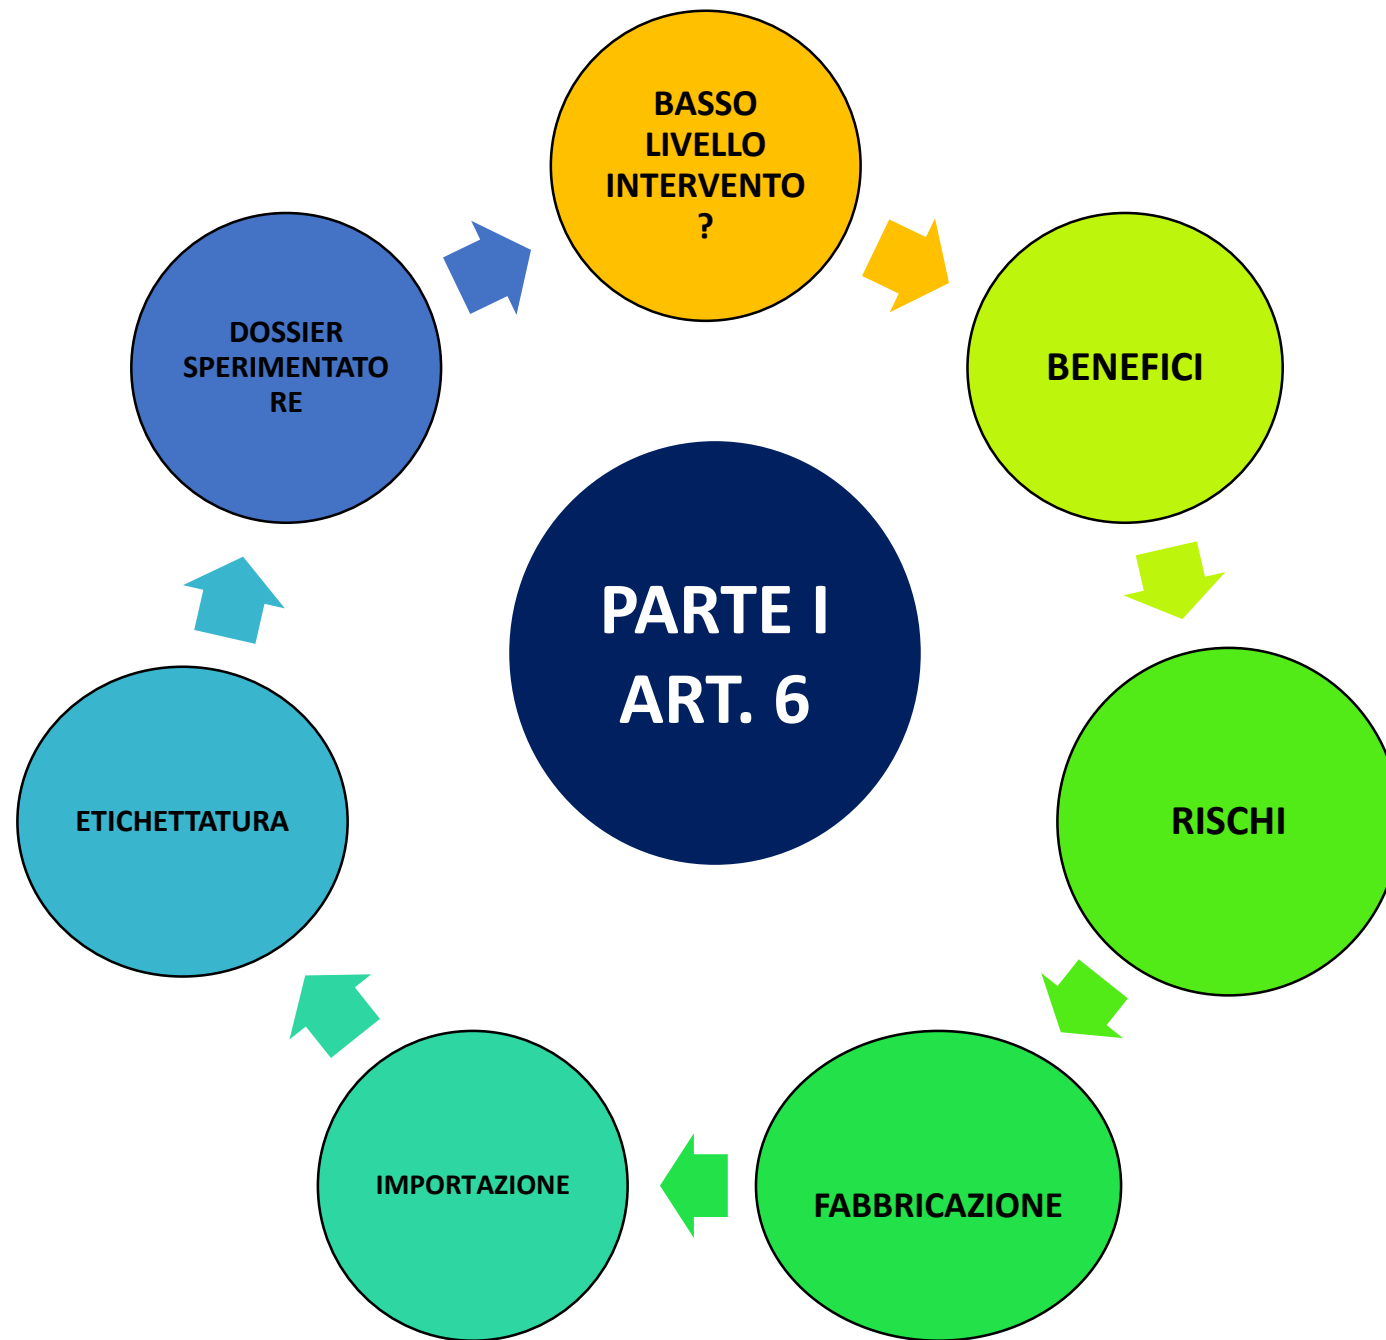 BASSO
LIVELLO
INTERVENTO
?
BENEFICI
RISCHI
FABBRICAZIONE
IMPORTAZIONE
ETICHETTATURA
DOSSIER
SPERIMENTATO
RE
PARTE I
ART. 6